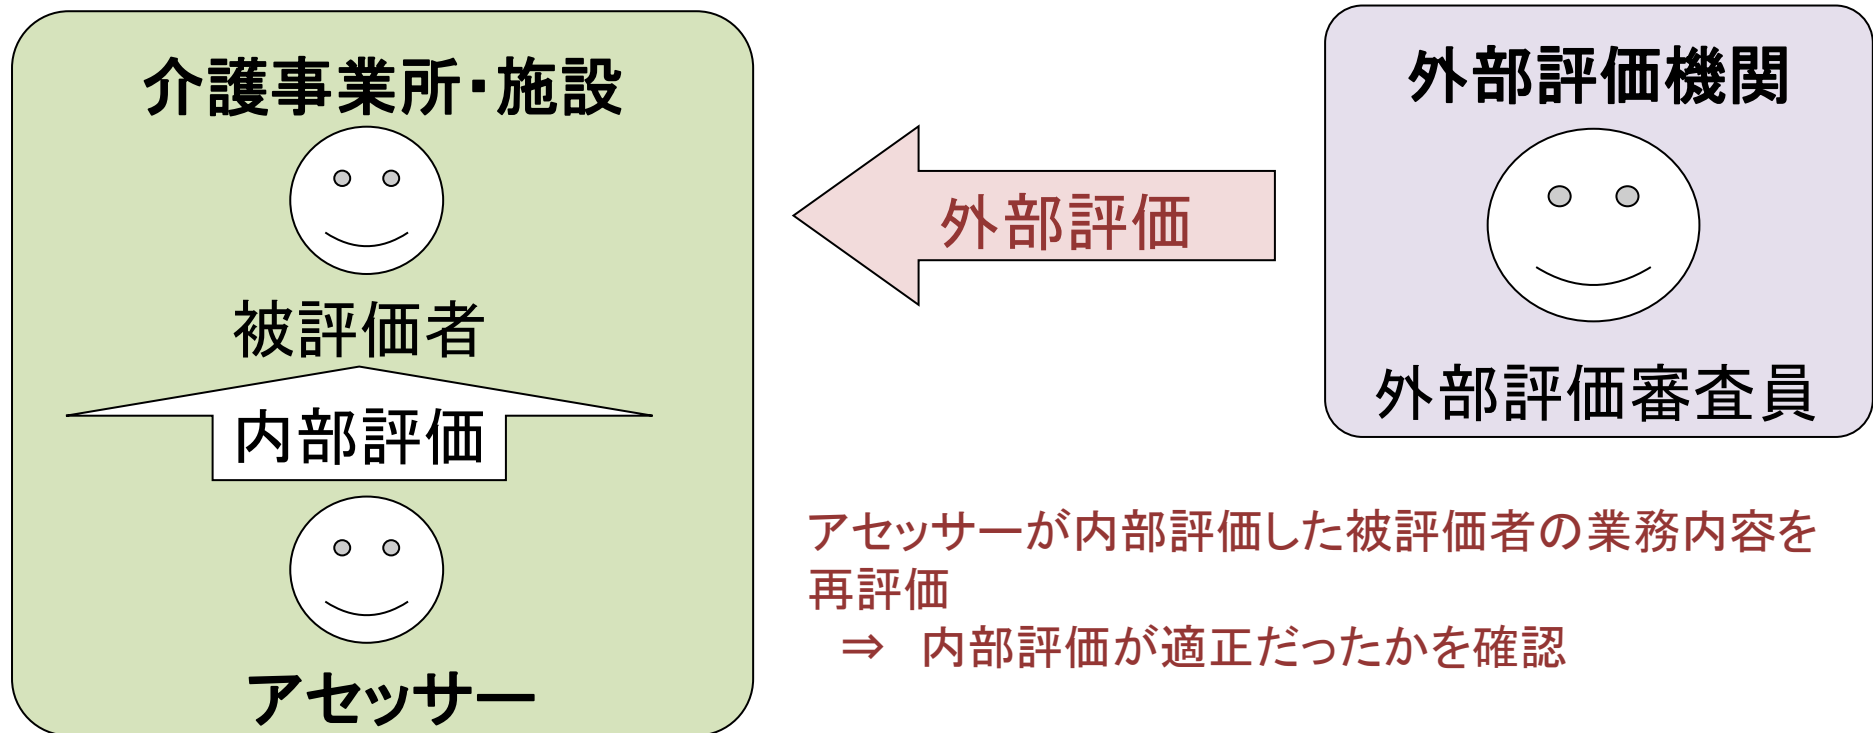 介護事業所・施設
被評価者
内部評価
アセッサー
外部評価
外部評価機関
外部評価審査員
アセッサーが内部評価した被評価者の業務内容を
再評価
⇒ 内部評価が適正だったかを確認